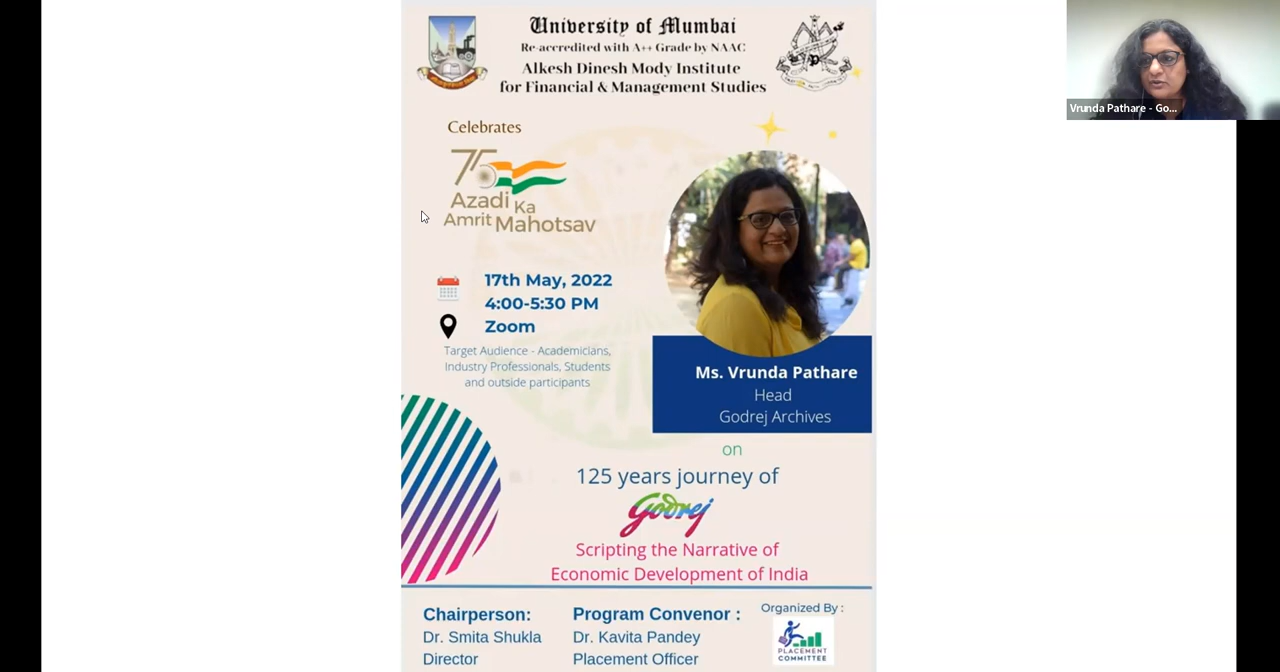 University of Mumbai
Re-accredited with A++ Grade by NAAC
Alkesh Dinesh Mody Institute
for Financial & Management Studies
Vrunda Pathare - Go...
Celebrates
75
Azadi Ka
Amrit Mahotsav
17th May, 2022
4:00-5:30 PM
Zoom
Target Audience - Academicians,
Industry Professionals, Students
and outside participants
Ms. Vrunda Pathare
Head
Godrej Archives
on
125 years journey of
Godrej
Scripting the Narrative of
Economic Development of India
Chairperson:
Dr. Smita Shukla
Director
Program Convenor :
Dr. Kavita Pandey
Placement Officer
Organized By :
PLACEMENT
COMMITTEE